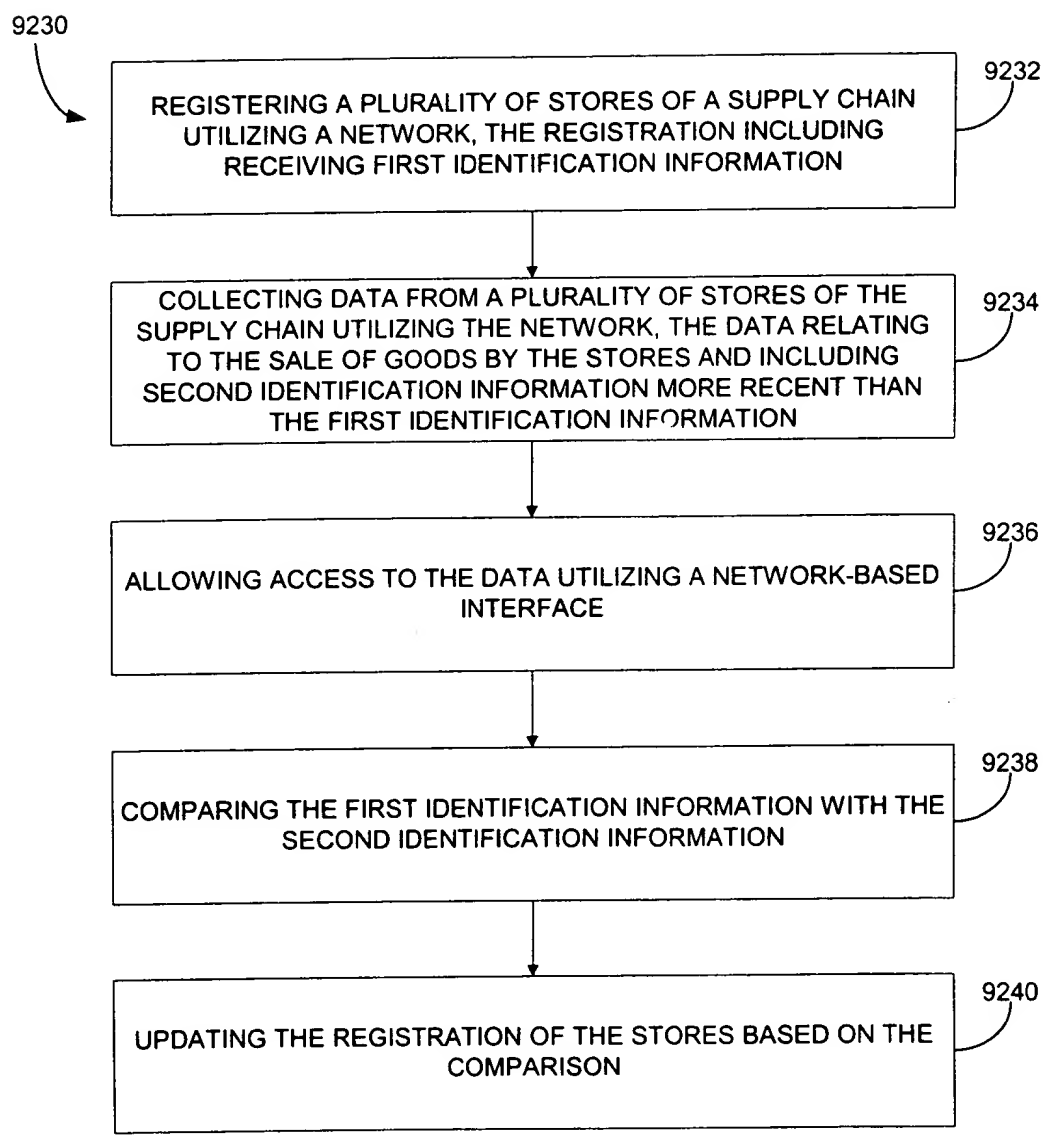 9230
9232
REGISTERING A PLURALITY OF STORES OF A SUPPLY CHAIN
UTILIZING A NETWORK, THE REGISTRATION INCLUDING
RECEIVING FIRST IDENTIFICATION INFORMATION
9234
COLLECTING DATA FROM A PLURALITY OF STORES OF THE
SUPPLY CHAIN UTILIZING THE NETWORK, THE DATA RELATING
TO THE SALE OF GOODS BY THE STORES AND INCLUDING
SECOND IDENTIFICATION INFORMATION MORE RECENT THAN
THE FIRST IDENTIFICATION INFORMATION
9236
ALLOWING ACCESS TO THE DATA UTILIZING A NETWORK-BASED
INTERFACE
9238
COMPARING THE FIRST IDENTIFICATION INFORMATION WITH THE
SECOND IDENTIFICATION INFORMATION
9240
UPDATING THE REGISTRATION OF THE STORES BASED ON THE
COMPARISON